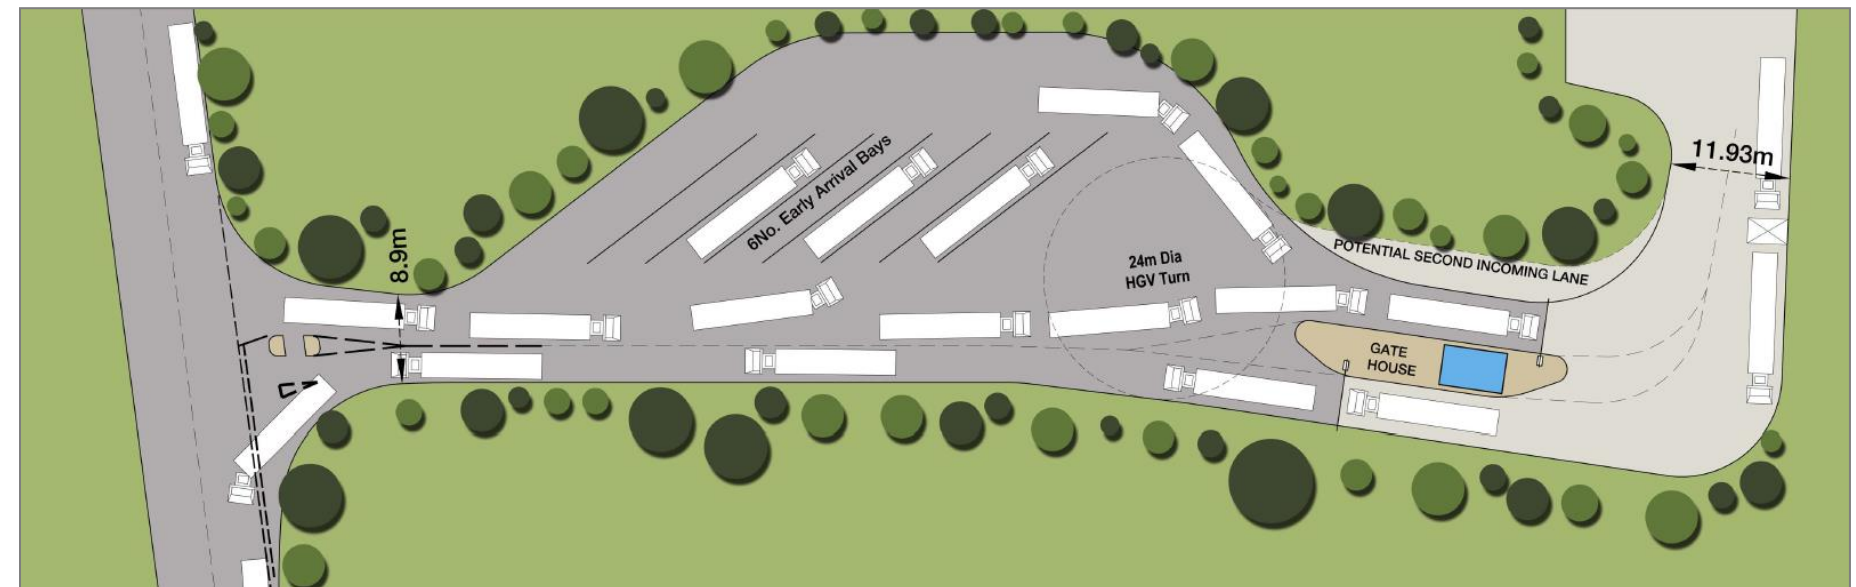 8.9m
6No. Early Arrival Bays
24m Dia
HGV Turn
POTENTIAL SECOND INCOMING LANE
GATE
HOUSE
11.93m